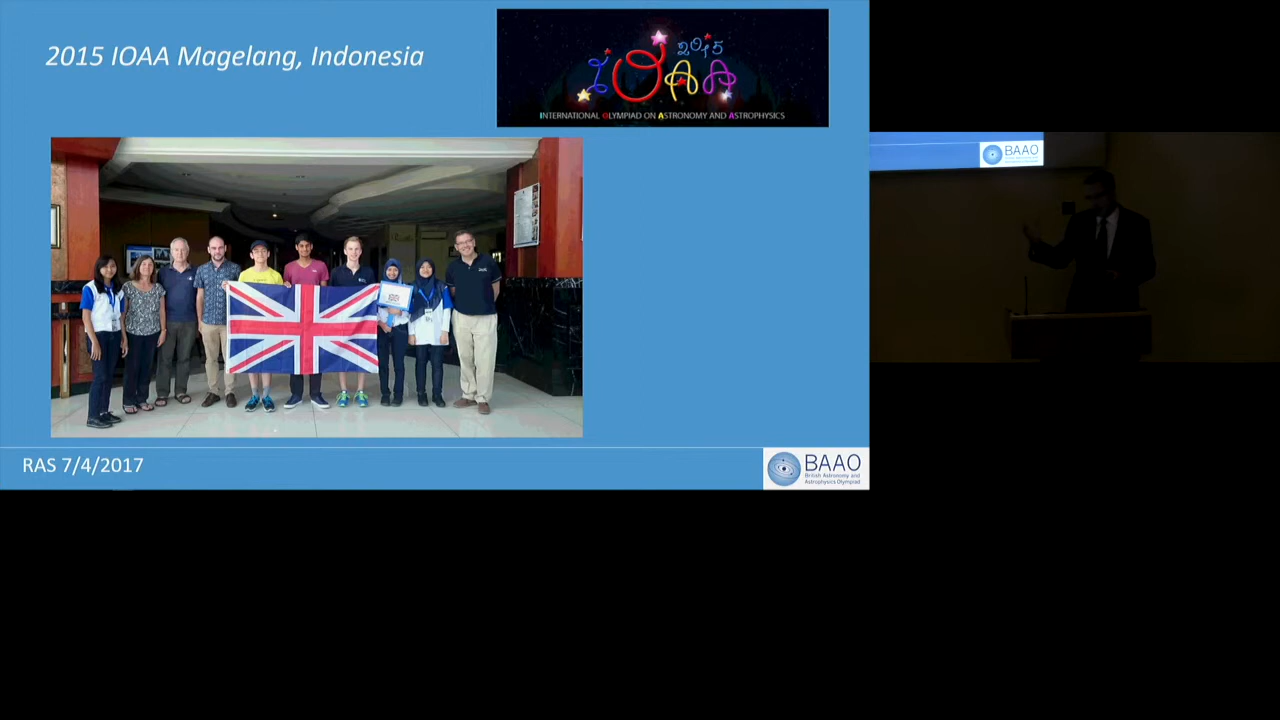 2015 IOAA Magelang, Indonesia
2015
IOAA
INTERNATIONAL OLYMPIAD ON ASTRONOMY AND ASTROPHYSICS
RAS 7/4/2017
BAAO
British Astronomy and
Astrophysics Olympiad
BAAO